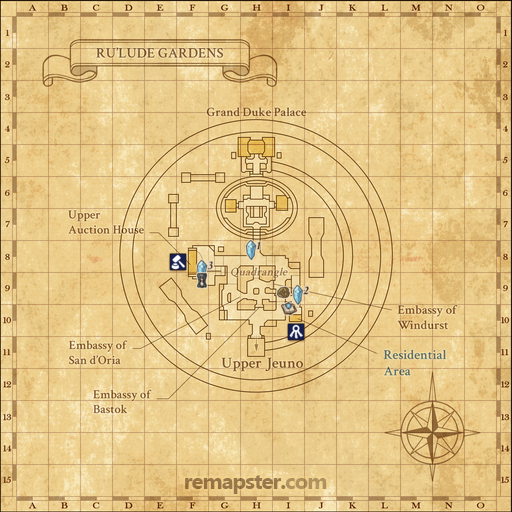 A B C D E F G H I J K L M N O
1
2
RU'LUDE GARDENS
3
Grand Duke Palace
4
5
6
7
Upper
Auction House
1
8
3
Quadrangle
9
2
Embassy of
Windurst
10
Embassy of
San d'Oria
Residential
Area
11
Upper Jeuno
12
Embassy of
Bastok
13
14
15
remapster.com
A B C D E F G H I J K L M N O